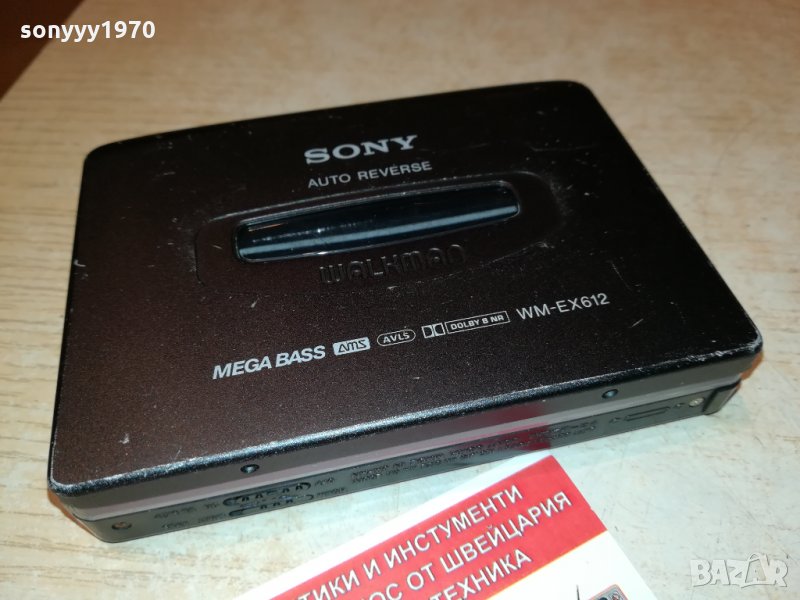 sonyyy1970
SONY
AUTO REVERSE
WALKMAN
MEGA BASS AMS AVLS DOLBY B NR WM-EX612
ТИКИ И ИНСТУМЕНТИ
ОС ОТ ШВЕЙЦАРИЯ
ТЕХНИКА
BAZAR